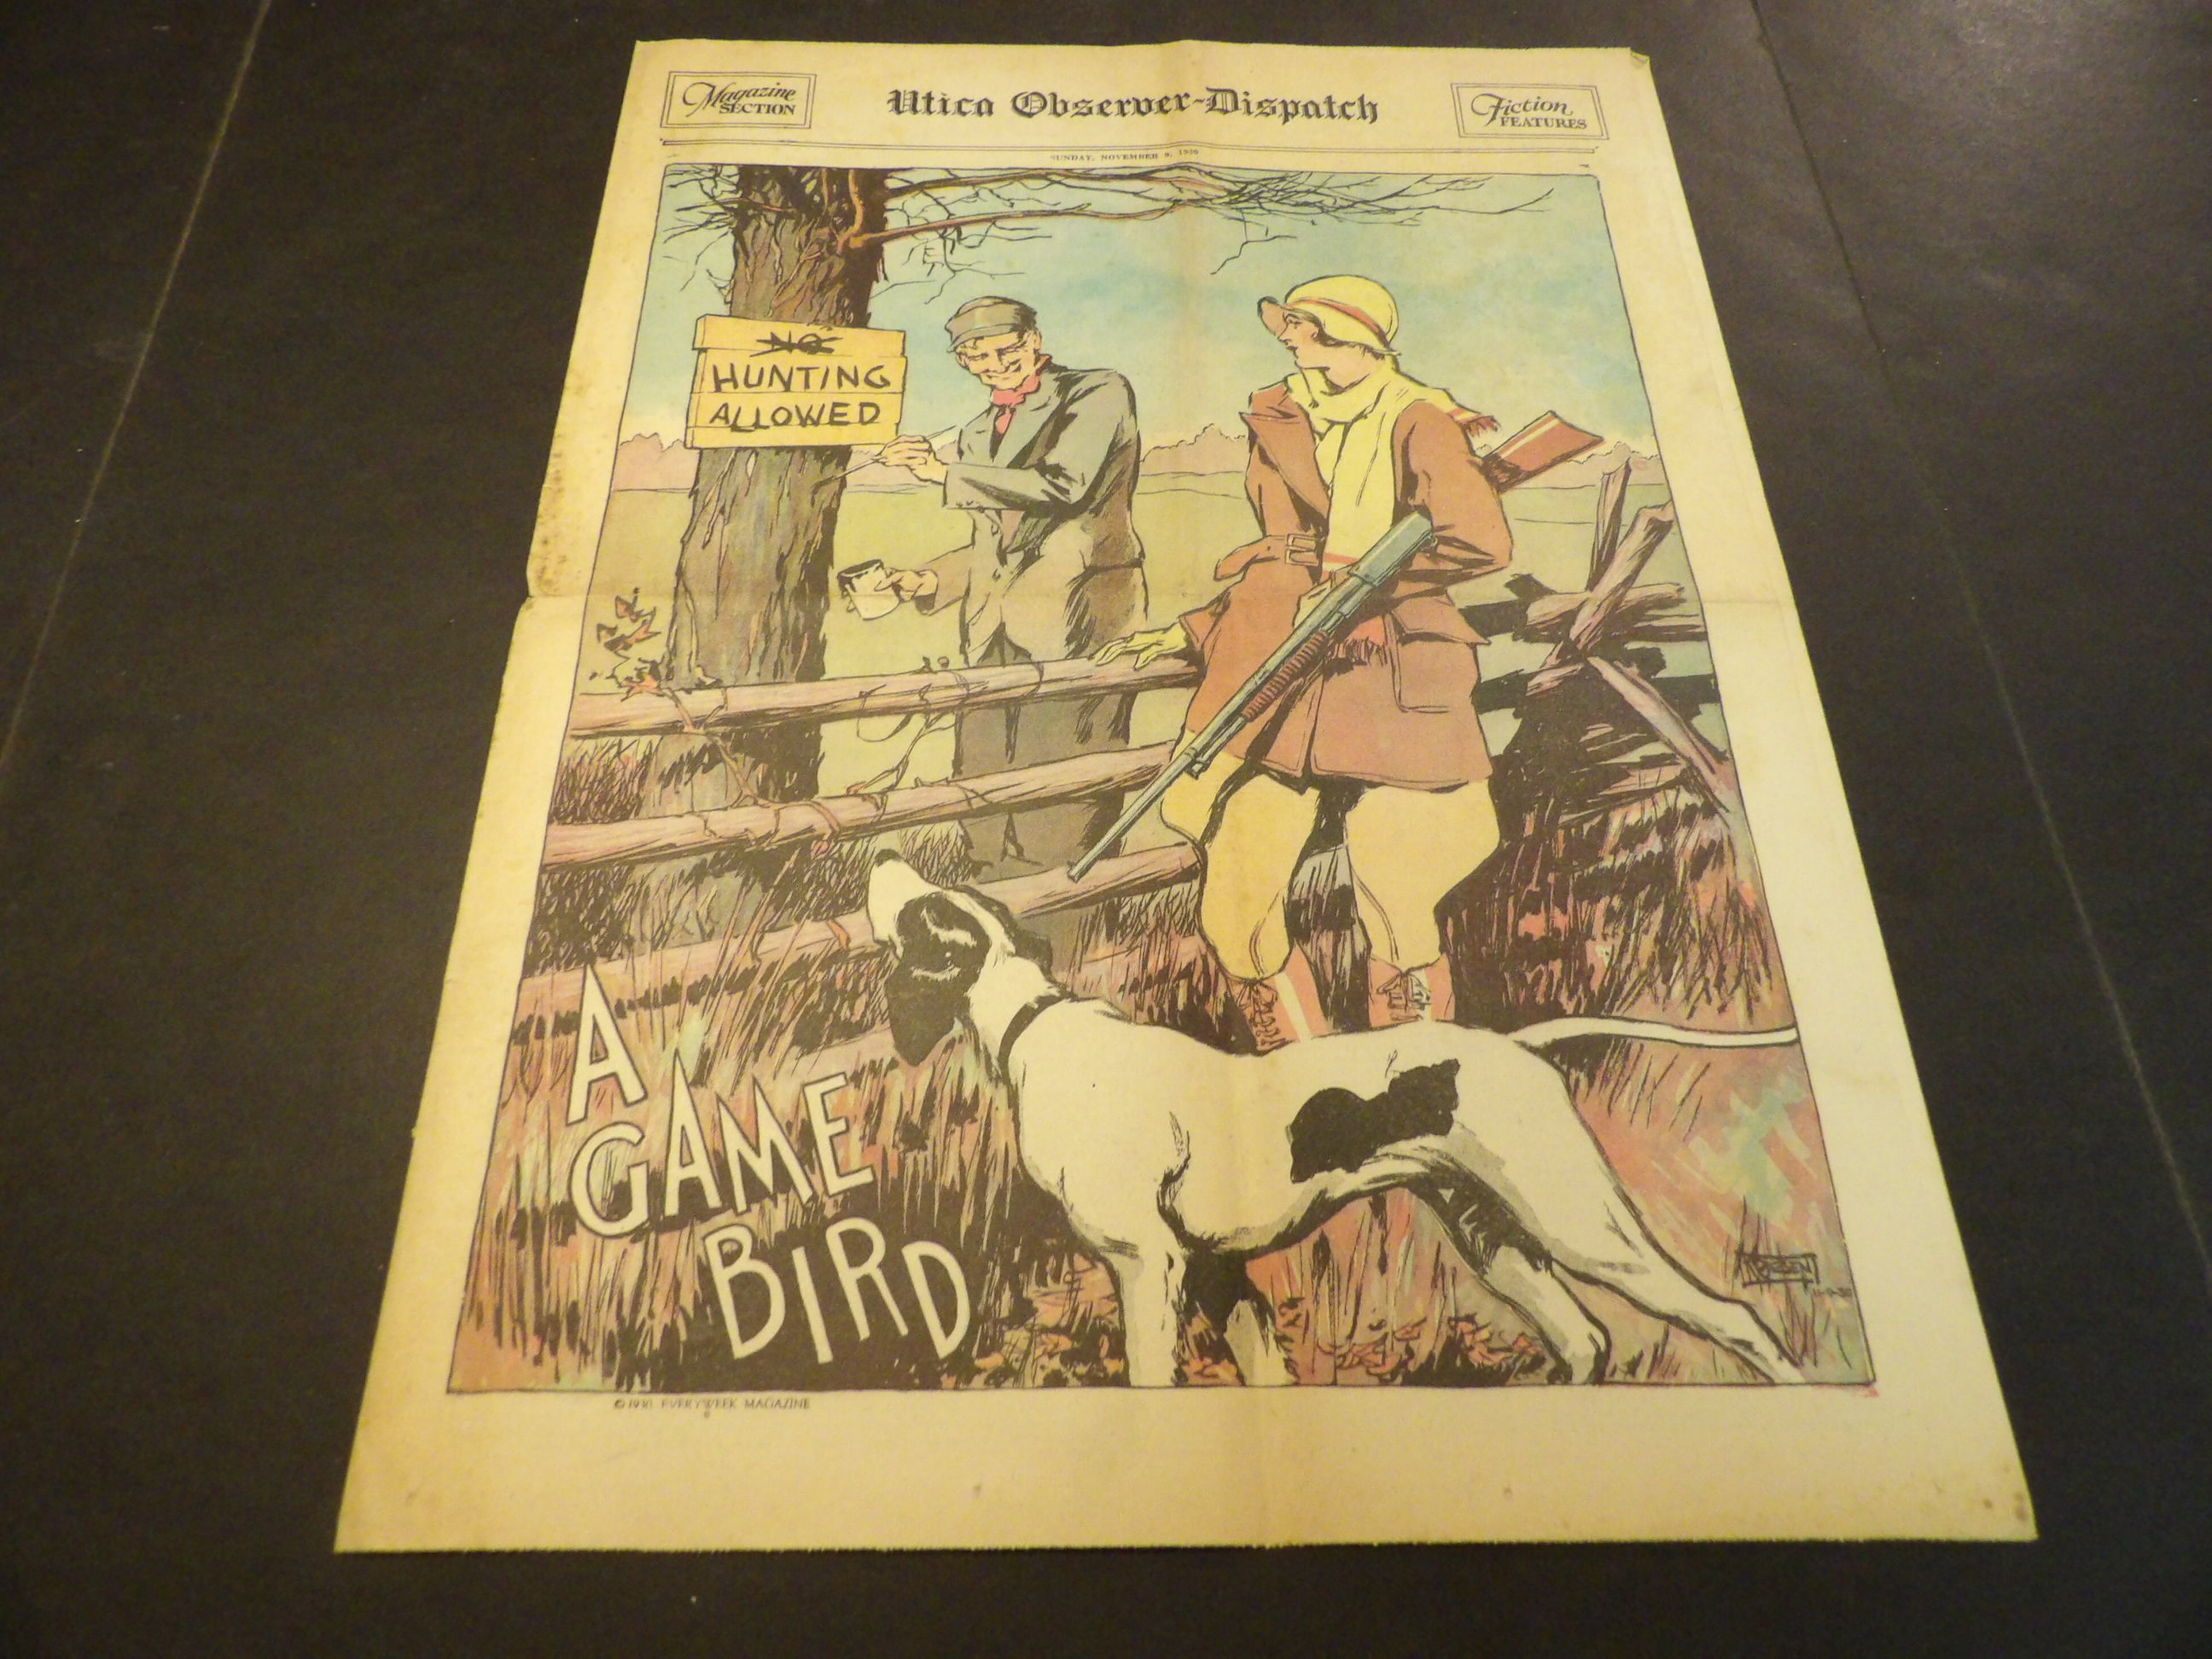 Magazine
SECTION
Utica Observer-Dispatch
Fiction
FEATURES
SUNDAY, NOVEMBER 9, 1930
NO
HUNTING
ALLOWED
A
GAME
BIRD
© 1930 EVERYWEEK MAGAZINE